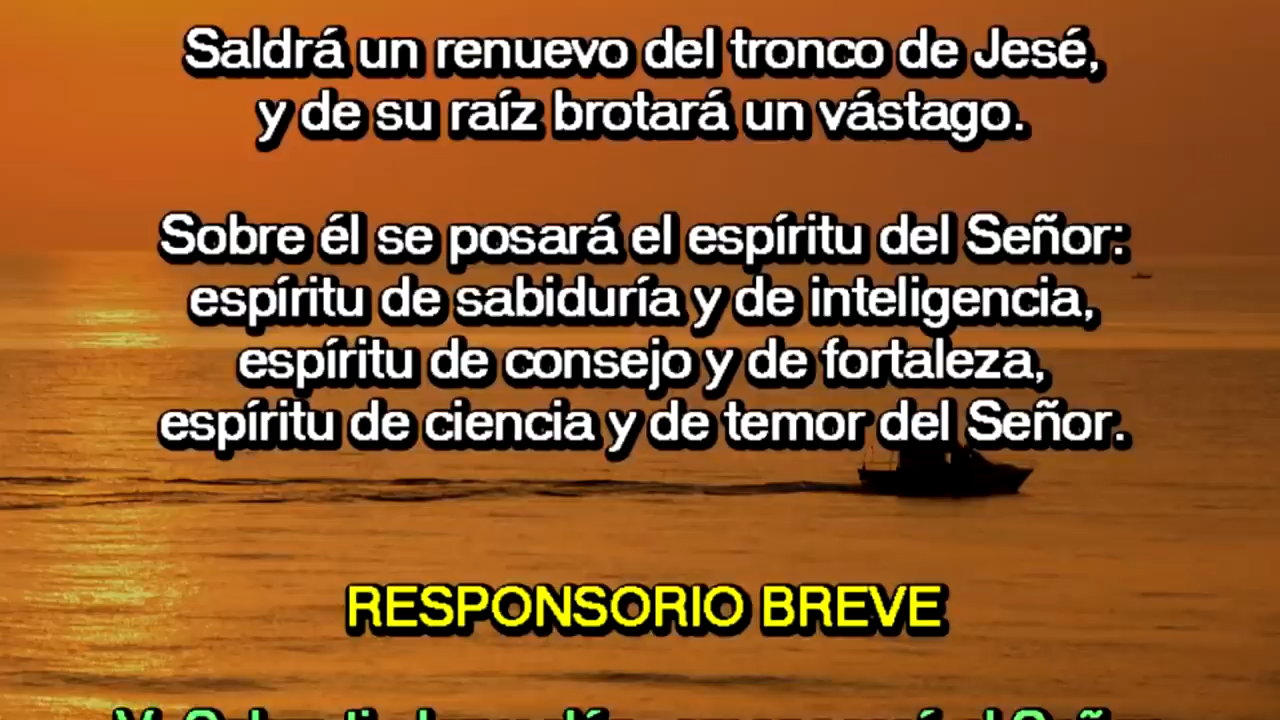 Saldrá un renuevo del tronco de Jesé,
y de su raíz brotará un vástago.
Sobre él se posará el espíritu del Señor:
espíritu de sabiduría y de inteligencia,
espíritu de consejo y de fortaleza,
espíritu de ciencia y de temor del Señor.
RESPONSORIO BREVE